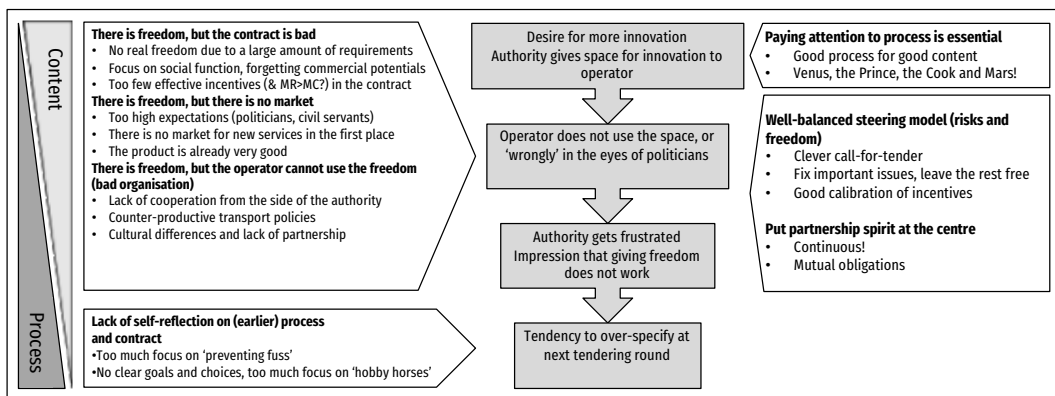 Content
Process
There is freedom, but the contract is bad
• No real freedom due to a large amount of requirements
• Focus on social function, forgetting commercial potentials
• Too few effective incentives (& MR>MC?) in the contract
There is freedom, but there is no market
• Too high expectations (politicians, civil servants)
• There is no market for new services in the first place
• The product is already very good
There is freedom, but the operator cannot use the freedom
(bad organisation)
• Lack of cooperation from the side of the authority
• Counter-productive transport policies
• Cultural differences and lack of partnership
Lack of self-reflection on (earlier) process
and contract
•Too much focus on ‘preventing fuss’
•No clear goals and choices, too much focus on ‘hobby horses’
Desire for more innovation
Authority gives space for innovation to
operator
Operator does not use the space, or
‘wrongly’ in the eyes of politicians
Authority gets frustrated
Impression that giving freedom
does not work
Tendency to over-specify at
next tendering round
Paying attention to process is essential
• Good process for good content
• Venus, the Prince, the Cook and Mars!
Well-balanced steering model (risks and
freedom)
• Clever call-for-tender
• Fix important issues, leave the rest free
• Good calibration of incentives
Put partnership spirit at the centre
• Continuous!
• Mutual obligations